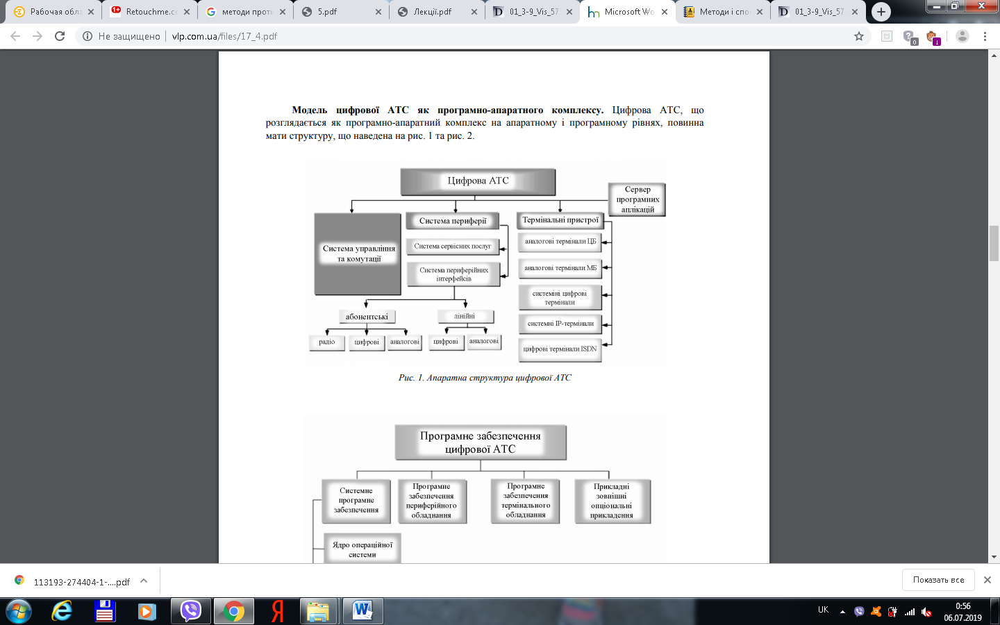 Рабочая обла
Retouchme.co
методи проти
5.pdf
Лекції.pdf
01_3-9_Vis_57
Microsoft Wo
Методи і спо
01_3-9_Vis_57
Не защищено
vlp.com.ua/files/17_4.pdf
0
1
Модель цифрової АТС як програмно-апаратного комплексу. Цифрова АТС, що
розглядається як програмно-апаратний комплекс на апаратному і програмному рівнях, повинна
мати структуру, що наведена на рис. 1 та рис. 2.
Цифрова АТС
Сервер
програмних
аплікацій
Система управління
та комутації
Система периферії
Система сервісних послуг
Система периферійних
інтерфейсів
абонентські
лінійні
радіо
цифрові
аналогові
цифрові
аналогові
Термінальні пристрої
аналогові термінали ЦБ
аналогові термінали МБ
системіні цифрові
термінали
системні IP-термінали
цифрові термінали ISDN
Рис. 1. Апаратна структура цифрової АТС
Програмне забезпечення
цифрової АТС
Системне
програмне
забезпечення
Програмне
забезпечення
периферійного
обладнання
Програмне
забезпечення
термінального
обладнання
Прикладні
зовнішні
опціональні
прикладення
Ядро операційної
системи
113193-274404-1-....pdf
Показать все
UK
0:56
06.07.2019